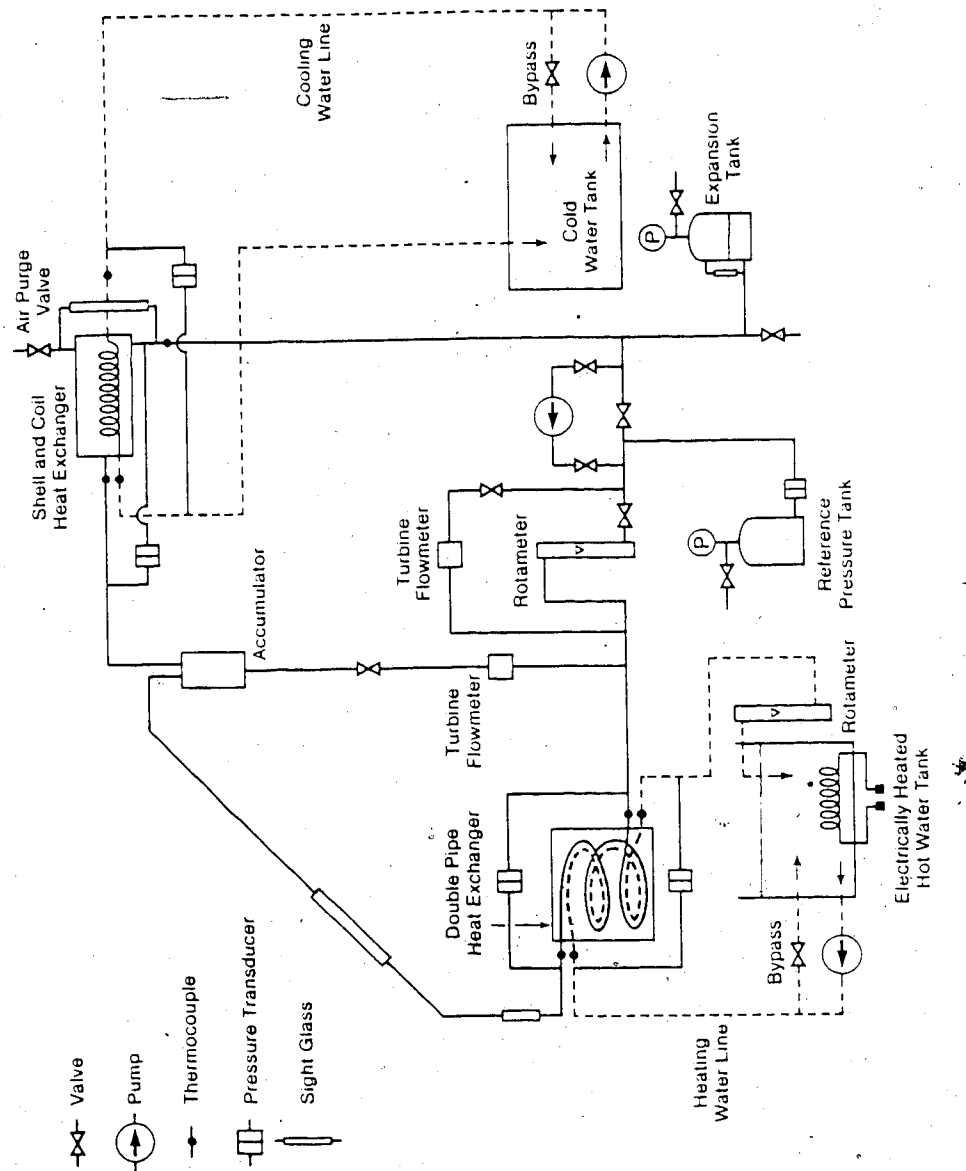 Valve
Pump
Thermocouple
Pressure Transducer
Sight Glass
Shell and Coil
Heat Exchanger
Air Purge
Valve
Cooling
Water Line
Accumulator
Turbine
Flowmeter
Turbine
Flowmeter
Rotameter
Bypass
Cold
Water Tank
P
Expansion
Tank
P
Reference
Pressure Tank
Double Pipe
Heat Exchanger
Heating
Water Line
Bypass
Rotameter
Electrically Heated
Hot Water Tank